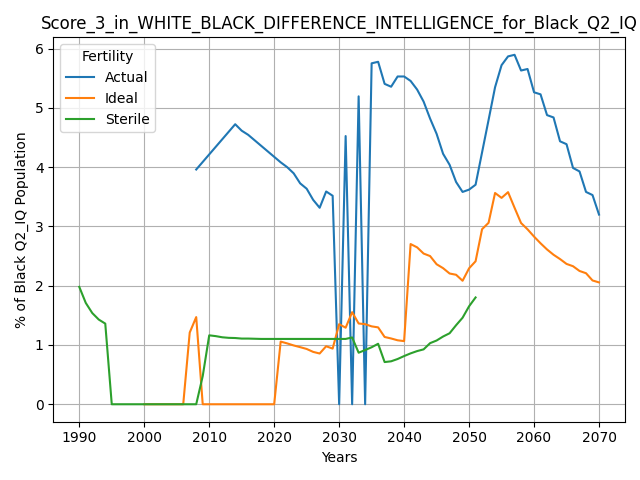 Score_3_in_WHITE_BLACK_DIFFERENCE_INTELLIGENCE_for_Black_Q2_IQ
Fertility
Actual
Ideal
Sterile
% of Black Q2_IQ Population
6
5
4
3
2
1
0
1990 2000 2010 2020 2030 2040 2050 2060 2070
Years